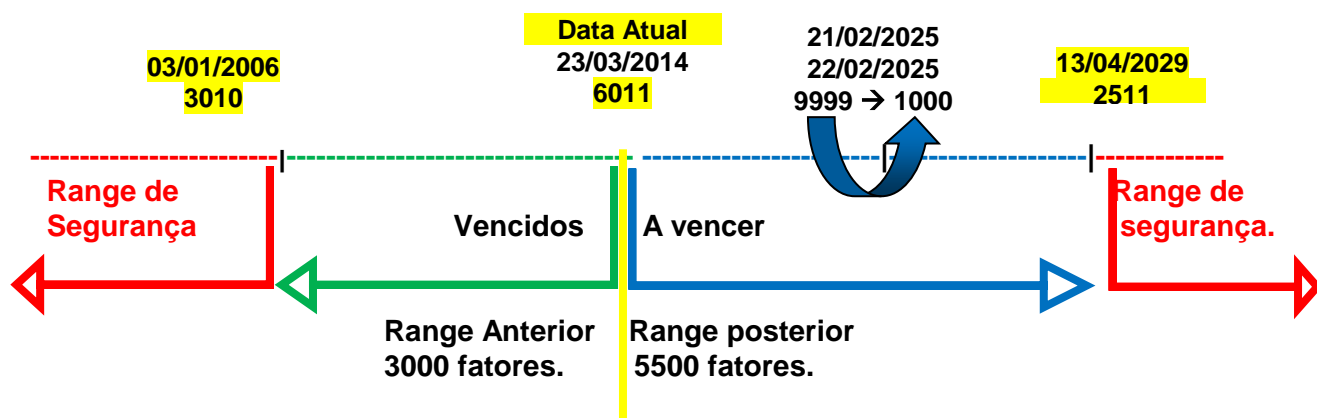 03/01/2006
3010
Data Atual
23/03/2014
6011
21/02/2025
22/02/2025
9999 → 1000
13/04/2029
2511
Range de
Segurança
Vencidos
A vencer
Range de
segurança.
Range Anterior
3000 fatores.
Range posterior
5500 fatores.